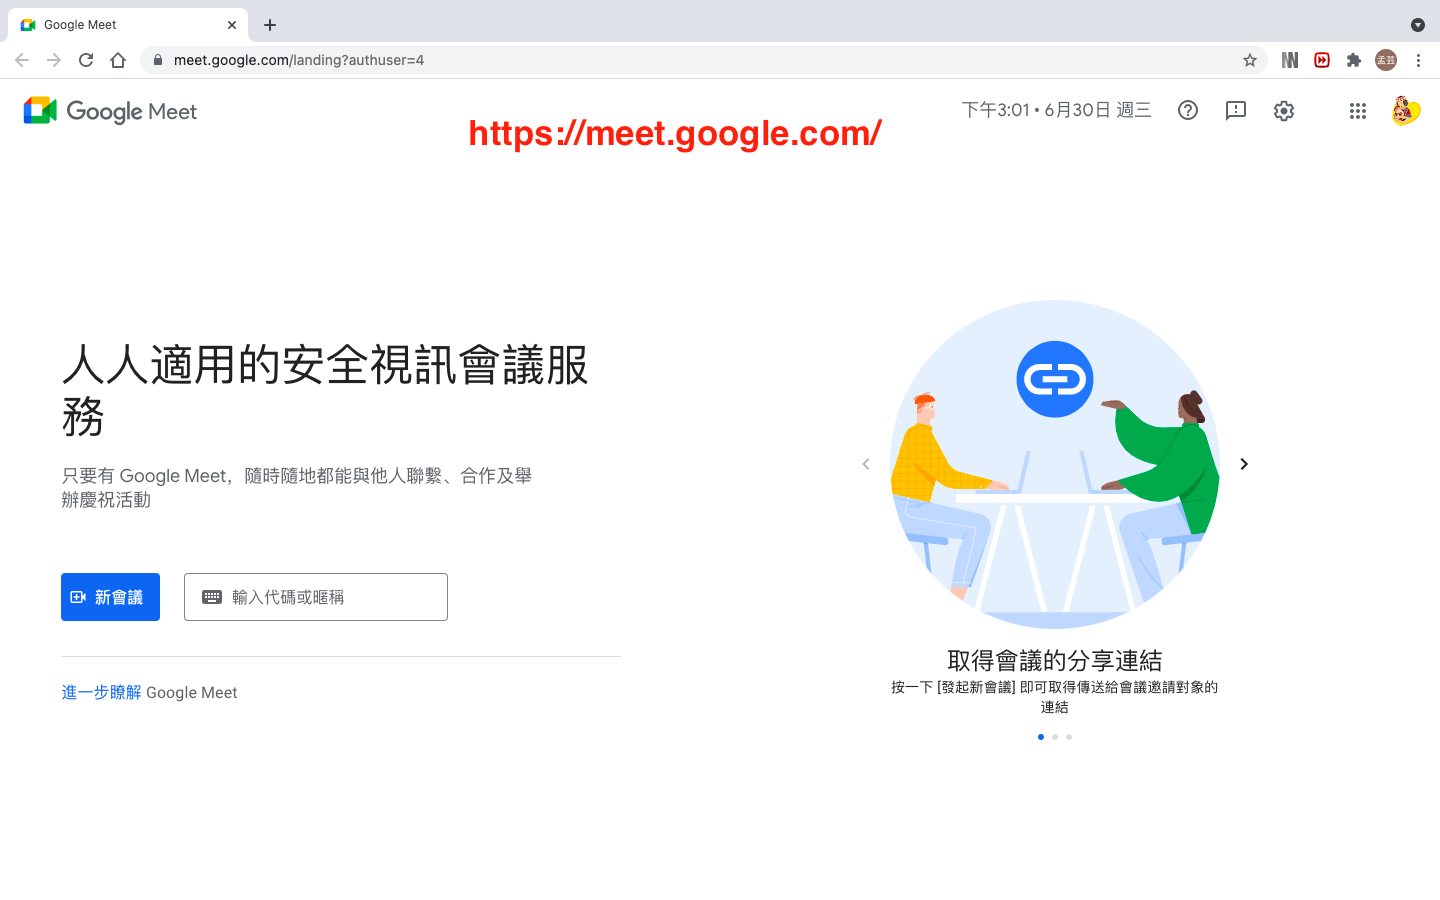 Google Meet
meet.google.com/landing?authuser=4
孟芸
Google Meet
下午3:01 • 6月30日 週三
https://meet.google.com/
人人適用的安全視訊會議服
務
只要有 Google Meet，隨時隨地都能與他人聯繫、合作及舉
辦慶祝活動
新會議
輸入代碼或暱稱
進一步瞭解 Google Meet
取得會議的分享連結
按一下 [發起新會議] 即可取得傳送給會議邀請對象的
連結